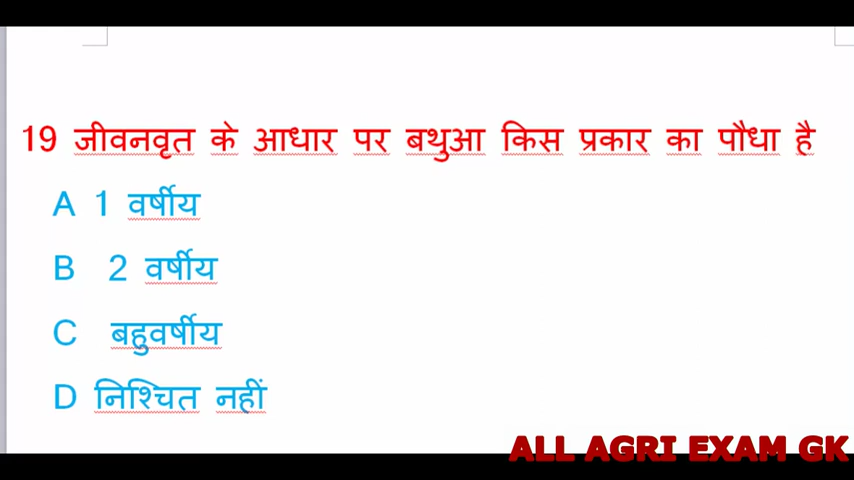 19 जीवनवृत के आधार पर बथुआ किस प्रकार का पौधा है
A 1 वर्षीय
B 2 वर्षीय
C बहुवर्षीय
D निश्चित नहीं
ALL AGRI EXAM GK